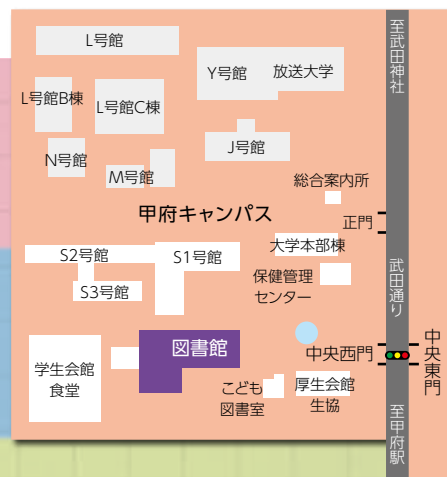 L号館
Y号館
放送大学
L号館B棟
L号館C棟
N号館
M号館
J号館
総合案内所
甲府キャンパス
正門
大学本部棟
S2号館
S1号館
S3号館
保健管理
センター
図書館
学生会館
食堂
こども
図書室
中央西門
厚生会館
生協
至武田神社
武田通り
中央東門
至甲府駅